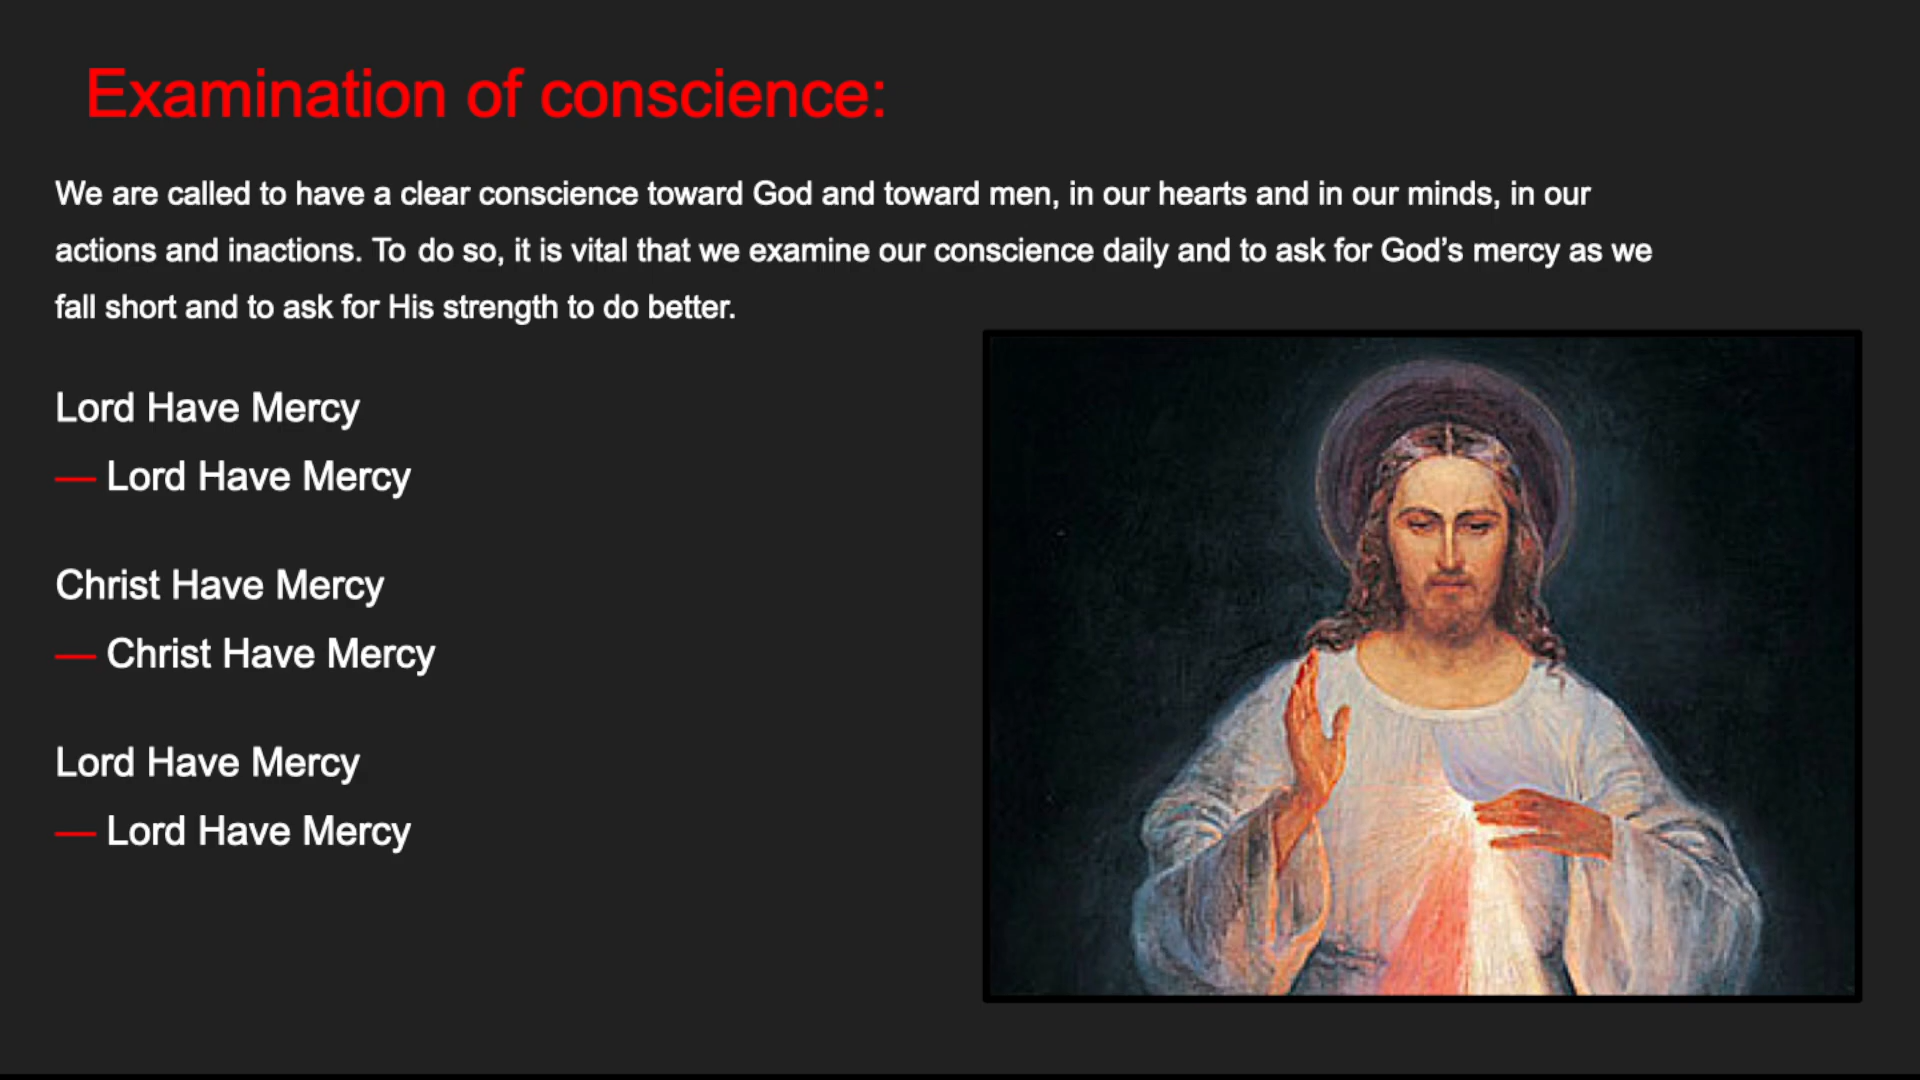 Examination of conscience:
We are called to have a clear conscience toward God and toward men, in our hearts and in our minds, in our
actions and inactions. To do so, it is vital that we examine our conscience daily and to ask for God’s mercy as we
fall short and to ask for His strength to do better.
Lord Have Mercy
— Lord Have Mercy
Christ Have Mercy
— Christ Have Mercy
Lord Have Mercy
— Lord Have Mercy